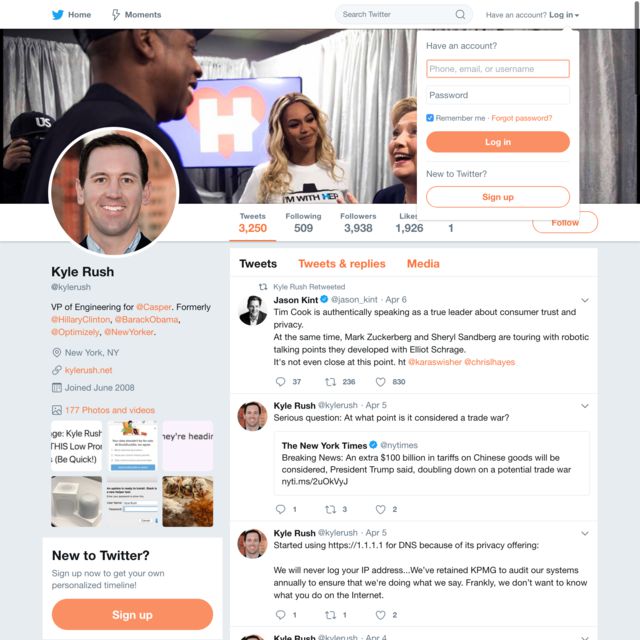 Home
Moments
Search Twitter
Have an account? Log in
Have an account?
Phone, email, or username
Password
Remember me · Forgot password?
Log in
New to Twitter?
Sign up
US
H
I'M WITH HER
Tweets
3,250
Following
509
Followers
3,938
Likes
1,926
1
Follow
Kyle Rush
@kylerush
VP of Engineering for @Casper. Formerly
@HillaryClinton, @BarackObama,
@Optimizely, @NewYorker.
New York, NY
kylerush.net
Joined June 2008
177 Photos and videos
ge: Kyle Rush
THIS Low Pro
(Be Quick!)
hey're headin
New to Twitter?
Sign up now to get your own
personalized timeline!
Sign up
Tweets
Tweets & replies
Media
Kyle Rush Retweeted
Jason Kint @jason_kint · Apr 6
Tim Cook is authentically speaking as a true leader about consumer trust and
privacy.
At the same time, Mark Zuckerberg and Sheryl Sandberg are touring with robotic
talking points they developed with Elliot Schrage.
It's not even close at this point. ht @karaswisher @chrislhayes
37
236
830
Kyle Rush @kylerush · Apr 5
Serious question: At what point is it considered a trade war?
The New York Times @nytimes
Breaking News: An extra $100 billion in tariffs on Chinese goods will be
considered, President Trump said, doubling down on a potential trade war
nyti.ms/2uOkVyJ
1
3
2
Kyle Rush @kylerush · Apr 5
Started using https://1.1.1.1 for DNS because of its privacy offering:
We will never log your IP address...We've retained KPMG to audit our systems
annually to ensure that we're doing what we say. Frankly, we don't want to know
what you do on the Internet.
1
1
2
Kyle Rush @kylerush · Apr 4